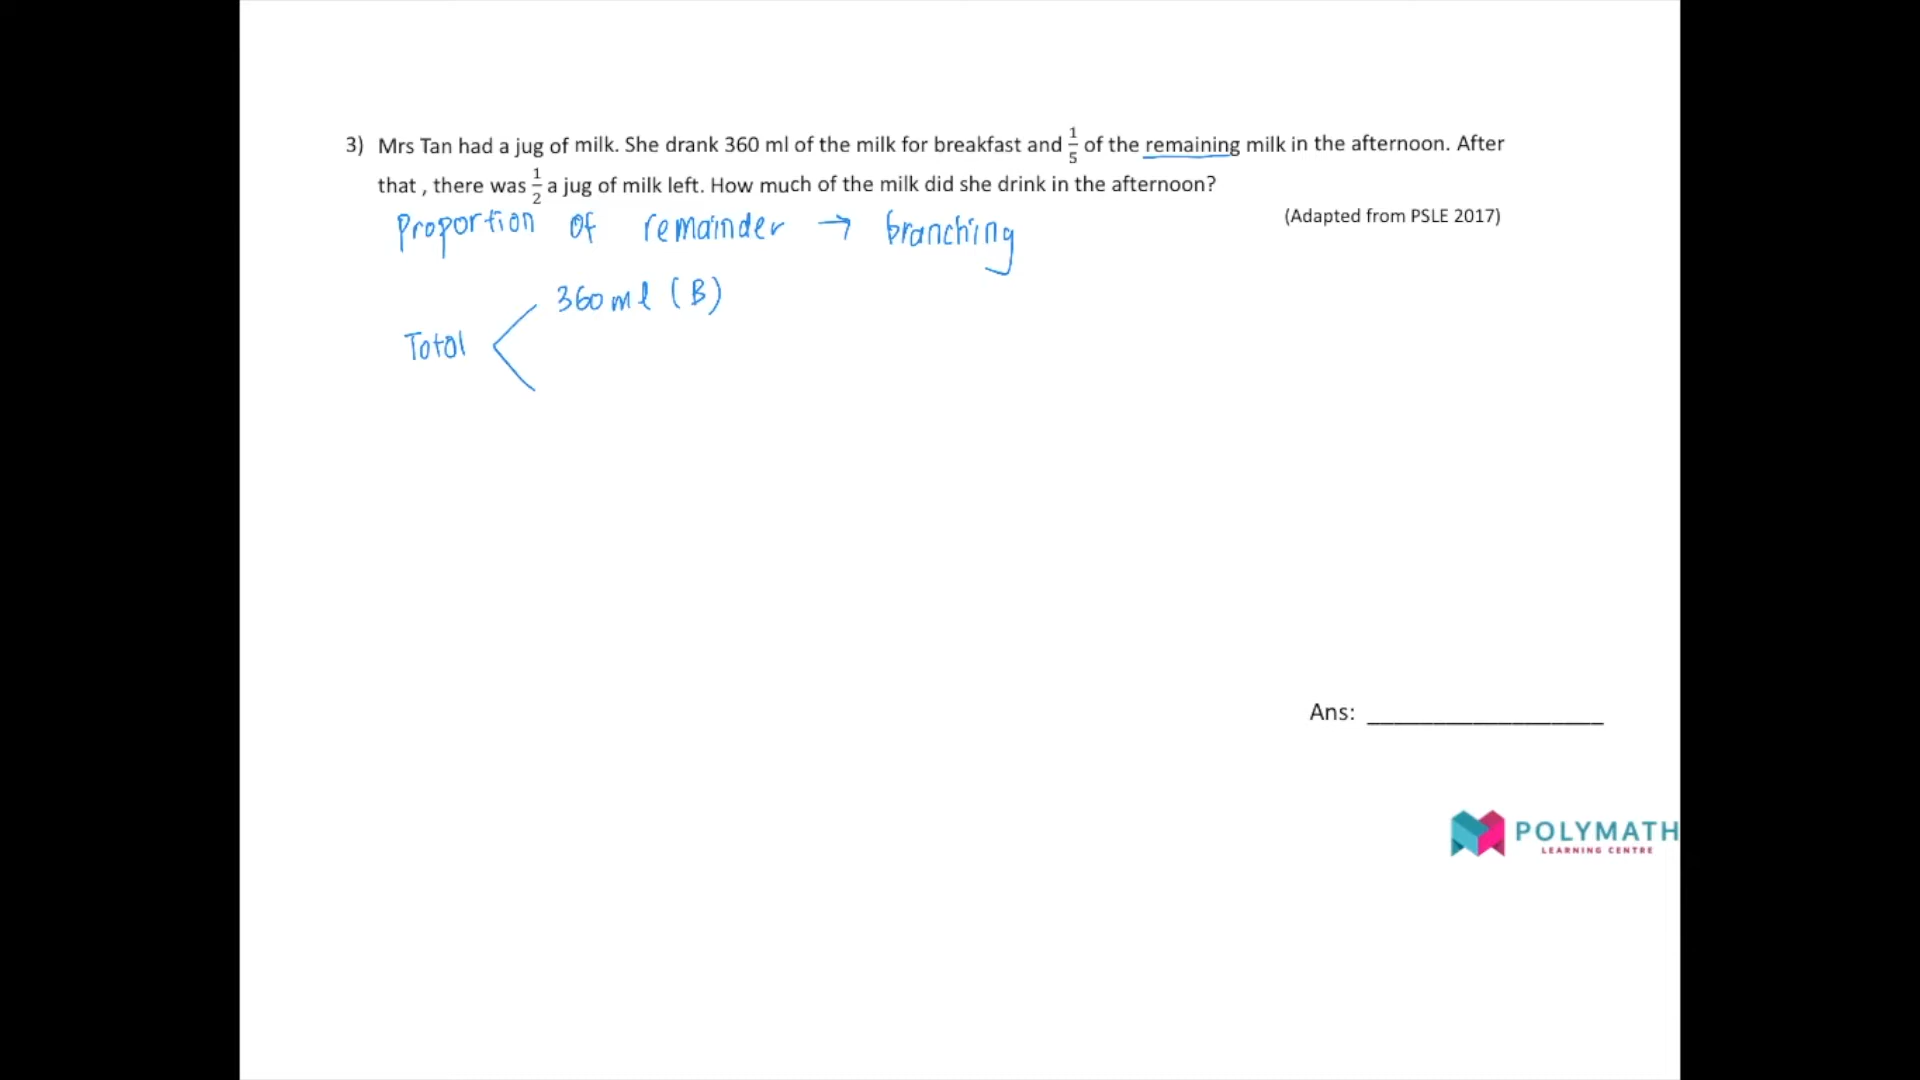 3) Mrs Tan had a jug of milk. She drank 360 ml of the milk for breakfast and 1/5 of the remaining milk in the afternoon. After
that , there was 1/2 a jug of milk left. How much of the milk did she drink in the afternoon?
(Adapted from PSLE 2017)
Proportion of remainder → branching
360 ml (B)
Total
Ans: __________________
POLYMATH
LEARNING CENTRE